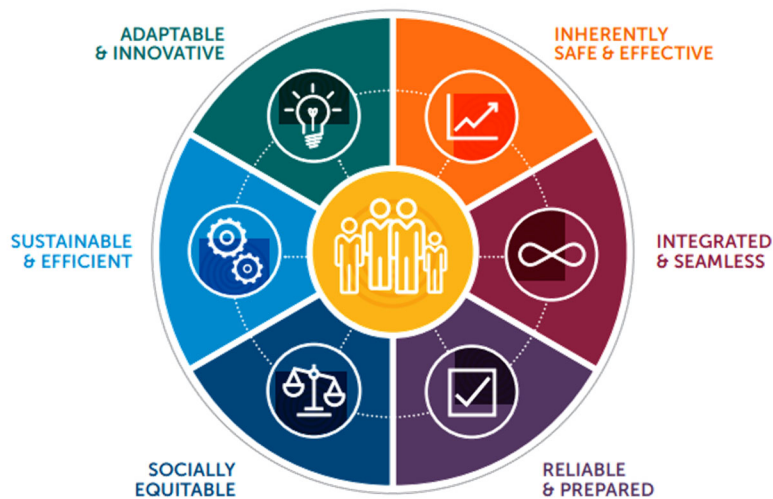 ADAPTABLE
& INNOVATIVE
INHERENTLY
SAFE & EFFECTIVE
SUSTAINABLE
& EFFICIENT
INTEGRATED
& SEAMLESS
SOCIALLY
EQUITABLE
RELIABLE
& PREPARED